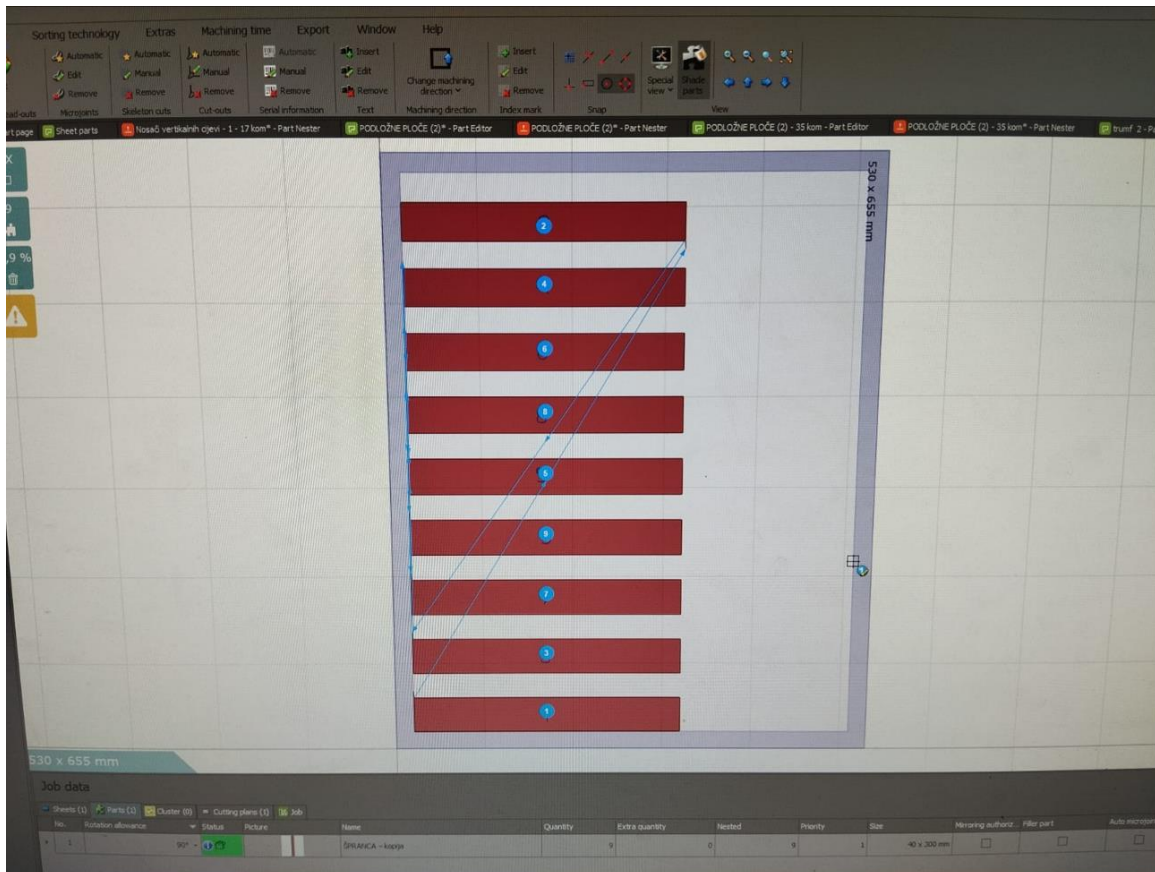 Sorting technology Extras Machining time Export Window Help
Automatic Automatic Automatic Automatic Insert Insert
Edit Manual Manual Manual Edit Edit
Remove Remove Remove Remove Remove Remove
Change machining direction
Special view
Shade parts
Microjoints Skeleton cuts Cut-outs Serial information Text Machining direction Index mark Snap View
Sheet parts
Nosač vertikalnih cjevi - 1 - 17 kom* - Part Nester
PODLOŽNE PLOČE (2)* - Part Editor
PODLOŽNE PLOČE (2)* - Part Nester
PODLOŽNE PLOČE (2) - 35 kom - Part Editor
PODLOŽNE PLOČE (2) - 35 kom* - Part Nester
530 x 655 mm
2
4
6
8
5
7
3
1
530 x 655 mm
Job data
Sheets (1) Parts (1) Cluster (0) Cutting plans (1) Job
No. Rotation allowance Status Picture Name Quantity Extra quantity Nested Priority Size Mirroring authoriz... Filler part
1 90° ŠPRANCA - kopija 9 0 9 1 40 x 300 mm